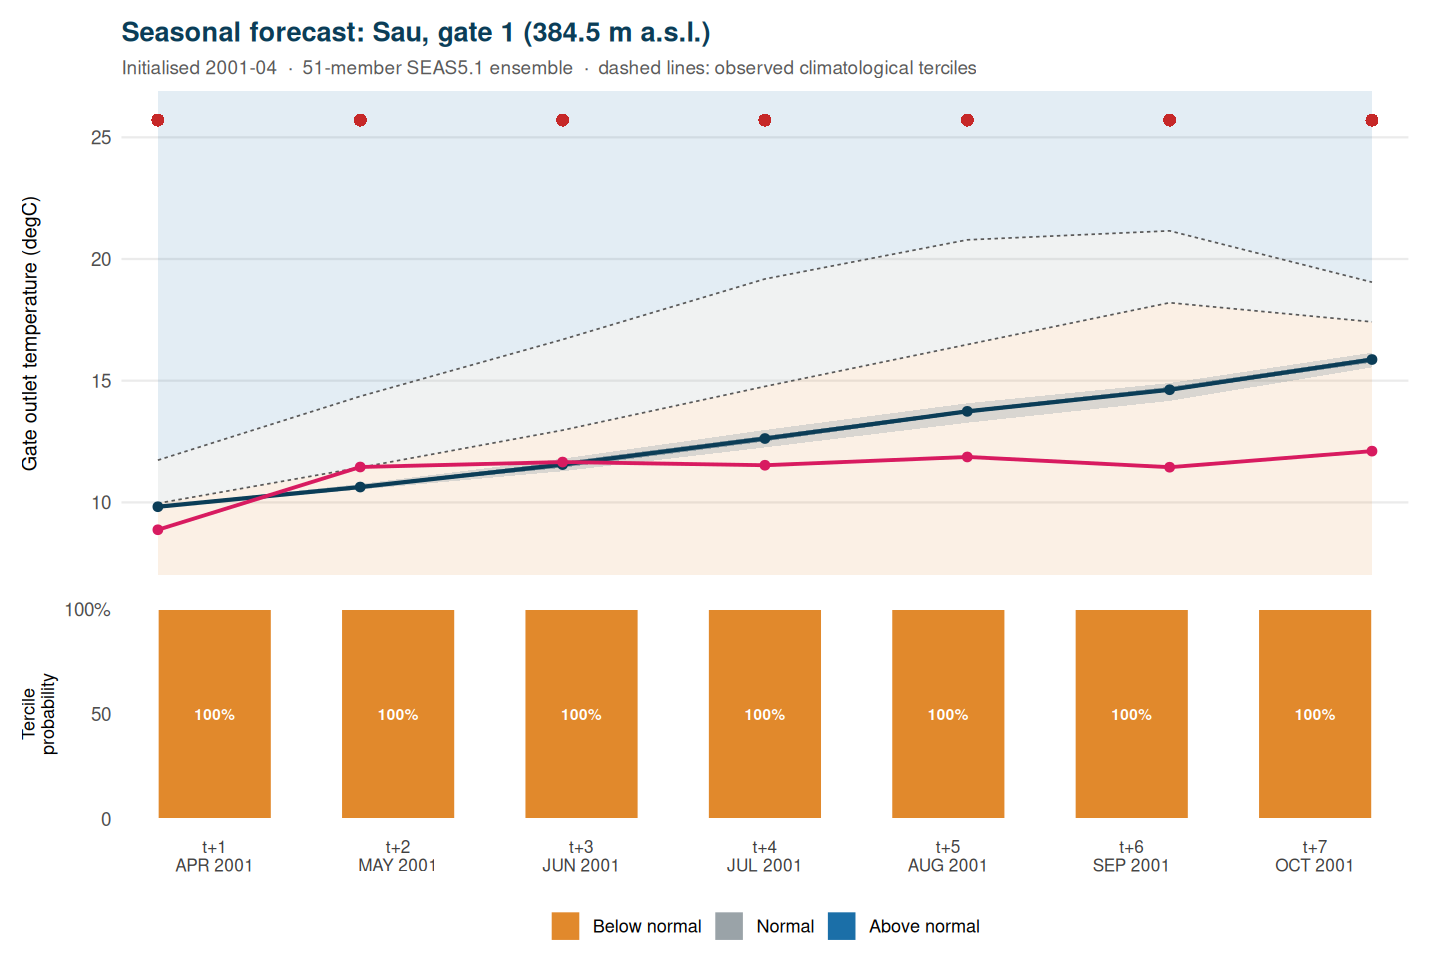 Seasonal forecast: Sau, gate 1 (384.5 m a.s.l.)
Initialised 2001-04 · 51-member SEAS5.1 ensemble · dashed lines: observed climatological terciles
Gate outlet temperature (degC)
25
20
15
10
Tercile
probability
100%
50
0
100% 100% 100% 100% 100% 100% 100%
t+1 t+2 t+3 t+4 t+5 t+6 t+7
APR 2001 MAY 2001 JUN 2001 JUL 2001 AUG 2001 SEP 2001 OCT 2001
Below normal Normal Above normal